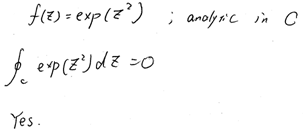 f(z) = exp(z²) ; analytic in C
∮_c exp(z²) dz = 0
Yes.